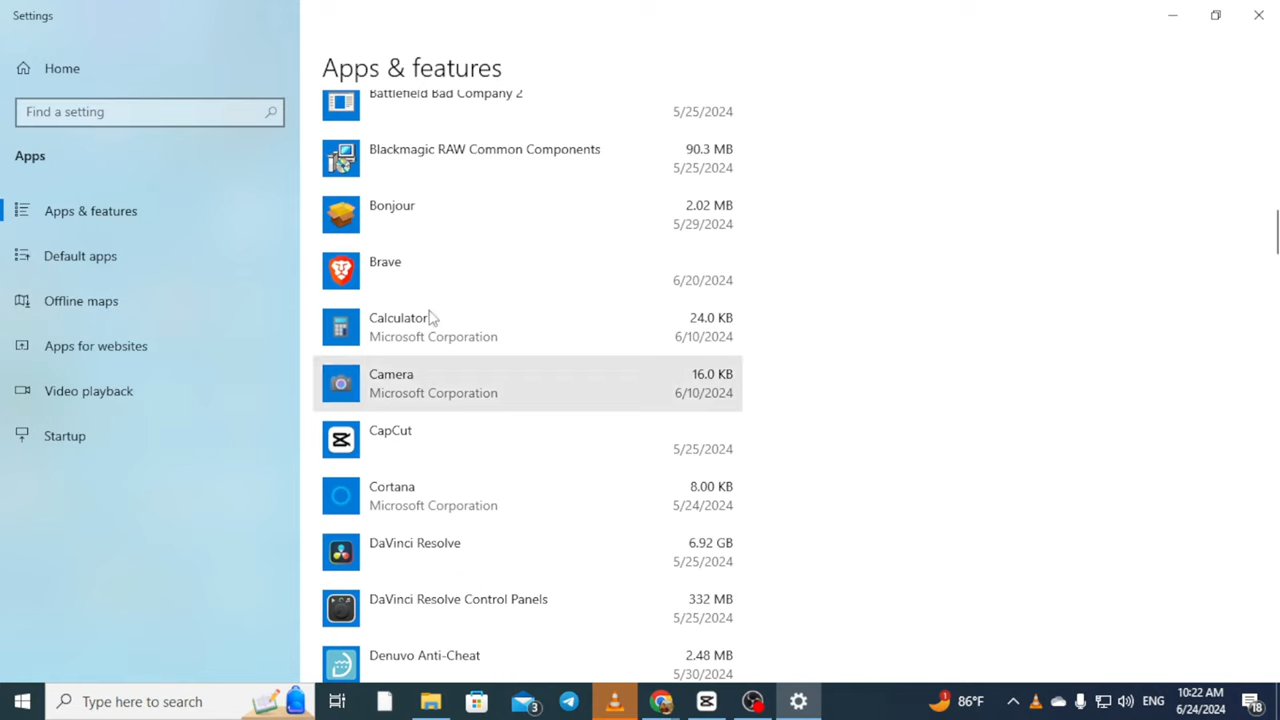 Settings
Home
Find a setting
Apps
Apps & features
Default apps
Offline maps
Apps for websites
Video playback
Startup
Apps & features
Battlefield Bad Company 2
5/25/2024
Blackmagic RAW Common Components 90.3 MB
5/25/2024
Bonjour 2.02 MB
5/29/2024
Brave
6/20/2024
Calculator 24.0 KB
Microsoft Corporation 6/10/2024
Camera 16.0 KB
Microsoft Corporation 6/10/2024
CapCut
5/25/2024
Cortana 8.00 KB
Microsoft Corporation 5/24/2024
DaVinci Resolve 6.92 GB
5/25/2024
DaVinci Resolve Control Panels 332 MB
5/25/2024
Denuvo Anti-Cheat 2.48 MB
5/30/2024
Type here to search
3
1
86°F
ENG
10:22 AM
6/24/2024
18